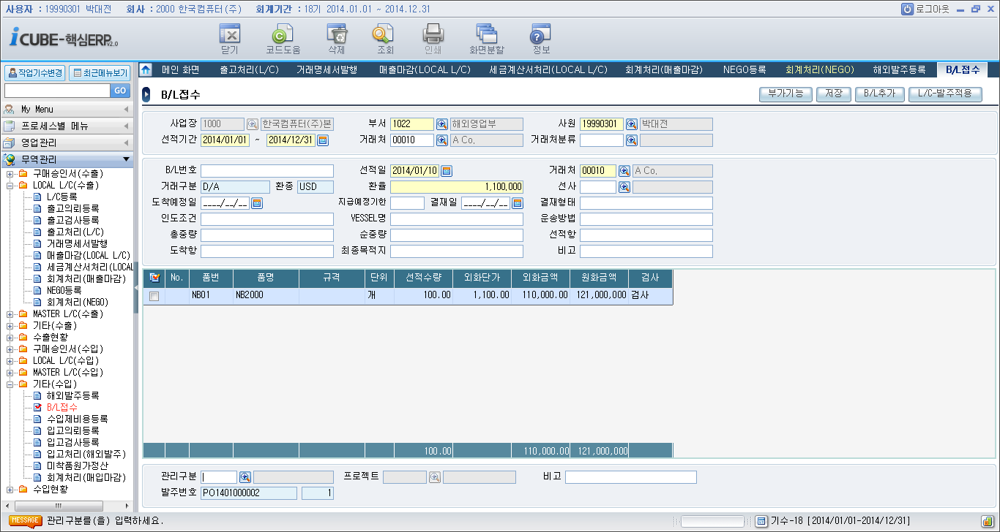 사용자 : 19990301 박대전 회사 : 2000 한국컴퓨터(주) 회계기간 : 18기 2014.01.01 ~ 2014.12.31 로그아웃
iCUBE-핵심ERP v2.0
닫기 코드도움 삭제 조회 인쇄 화면분할 정보
작업기수변경 최근메뉴보기
메인 화면 출고처리(L/C) 거래명세서발행 매출마감(LOCAL L/C) 세금계산서처리(LOCAL L/C) 회계처리(매출마감) NEGO등록 회계처리(NEGO) 해외발주등록 B/L접수
GO
My Menu
프로세스별 메뉴
영업관리
무역관리
구매승인서(수출)
LOCAL L/C(수출)
L/C등록
출고의뢰등록
출고검사등록
출고처리(L/C)
거래명세서발행
매출마감(LOCAL L/C)
세금계산서처리(LOCAL
회계처리(매출마감)
NEGO등록
회계처리(NEGO)
MASTER L/C(수출)
기타(수출)
수출현황
구매승인서(수입)
LOCAL L/C(수입)
MASTER L/C(수입)
기타(수입)
해외발주등록
B/L접수
수입제비용등록
입고의뢰등록
입고검사등록
입고처리(해외발주)
미착품원가정산
회계처리(매입마감)
수입현황
B/L접수 부가기능 저장 B/L추가 L/C-발주적용
사업장 1000 한국컴퓨터(주)본 부서 1022 해외영업부 사원 19990301 박대전
선적기간 2014/01/01 ~ 2014/12/31 거래처 00010 A Co. 거래처분류
B/L번호 선적일 2014/01/10 거래처 00010 A Co.
거래구분 D/A 환종 USD 환율 1,100,000 선사
도착예정일 ____/__/__ 지급예정기한 결재일 ____/__/__ 결재형태
인도조건 VESSEL명 운송방법
총중량 순중량 선적항
도착항 최종목적지 비고
No. 품번 품명 규격 단위 선적수량 외화단가 외화금액 원화금액 검사
NB01 NB2000 개 100.00 1,100.00 110,000.00 121,000,000 검사
100.00 110,000.00 121,000,000
관리구분 프로젝트 비고
발주번호 PO1401000002 1
MESSAGE 관리구분를(을) 입력하세요. 기수-18 [2014/01/01-2014/12/31]